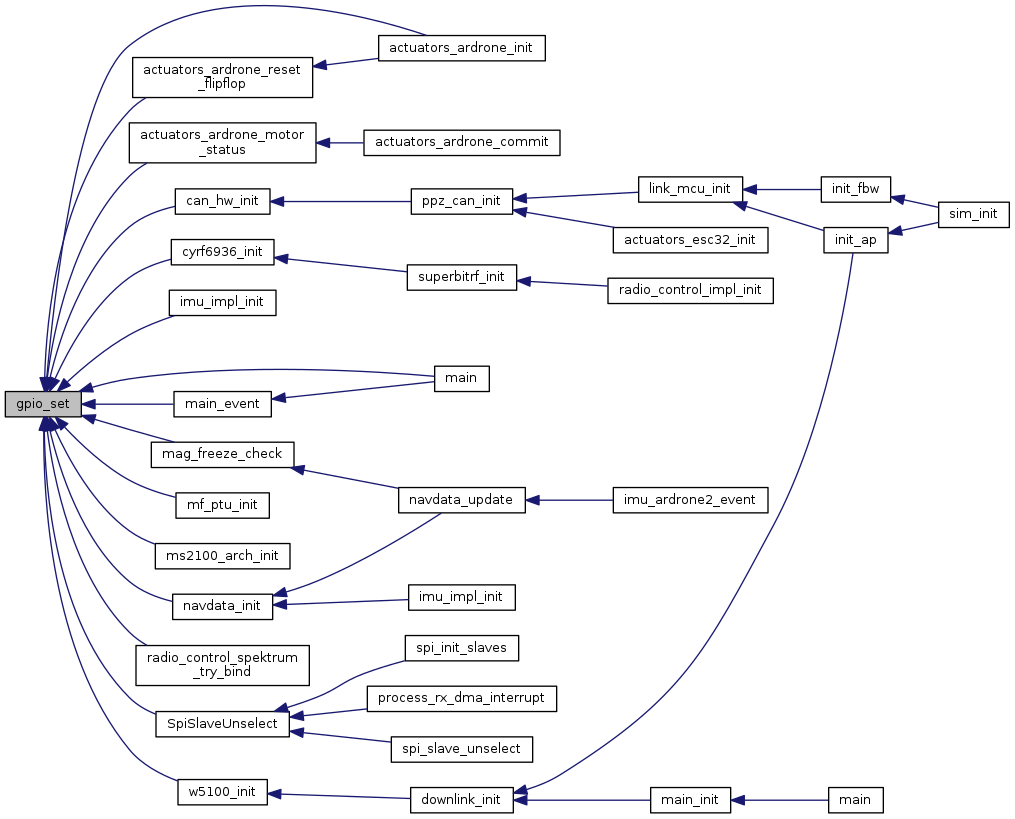 actuators_ardrone_init
actuators_ardrone_reset
_flipflop
actuators_ardrone_motor
_status
actuators_ardrone_commit
can_hw_init
ppz_can_init
link_mcu_init
init_fbw
sim_init
actuators_esc32_init
init_ap
cyrf6936_init
superbitrf_init
radio_control_impl_init
imu_impl_init
main
gpio_set
main_event
mag_freeze_check
navdata_update
imu_ardrone2_event
mf_ptu_init
ms2100_arch_init
navdata_init
imu_impl_init
radio_control_spektrum
_try_bind
spi_init_slaves
process_rx_dma_interrupt
SpiSlaveUnselect
spi_slave_unselect
w5100_init
downlink_init
main_init
main